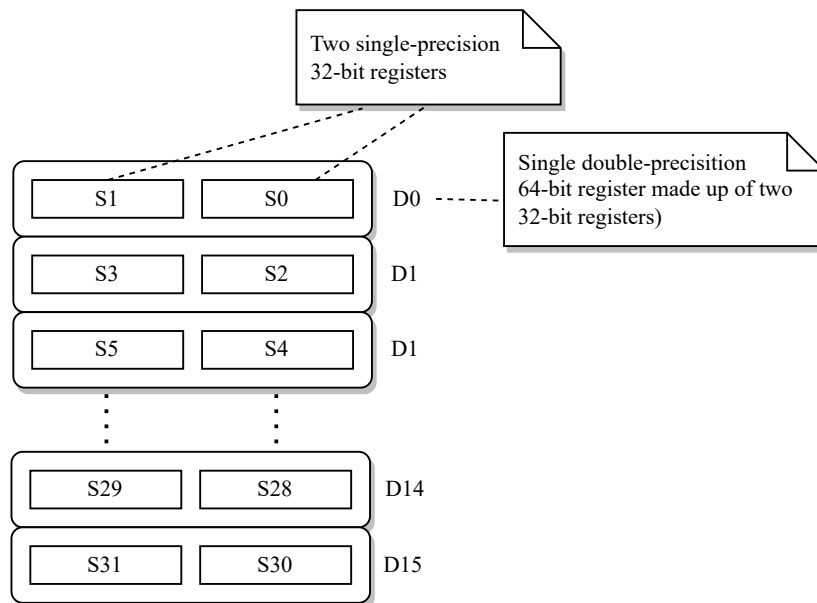 Two single-precision
32-bit registers
Single double-precisition
64-bit register made up of two
32-bit registers)
S1 S0 D0
S3 S2 D1
S5 S4 D1
S29 S28 D14
S31 S30 D15